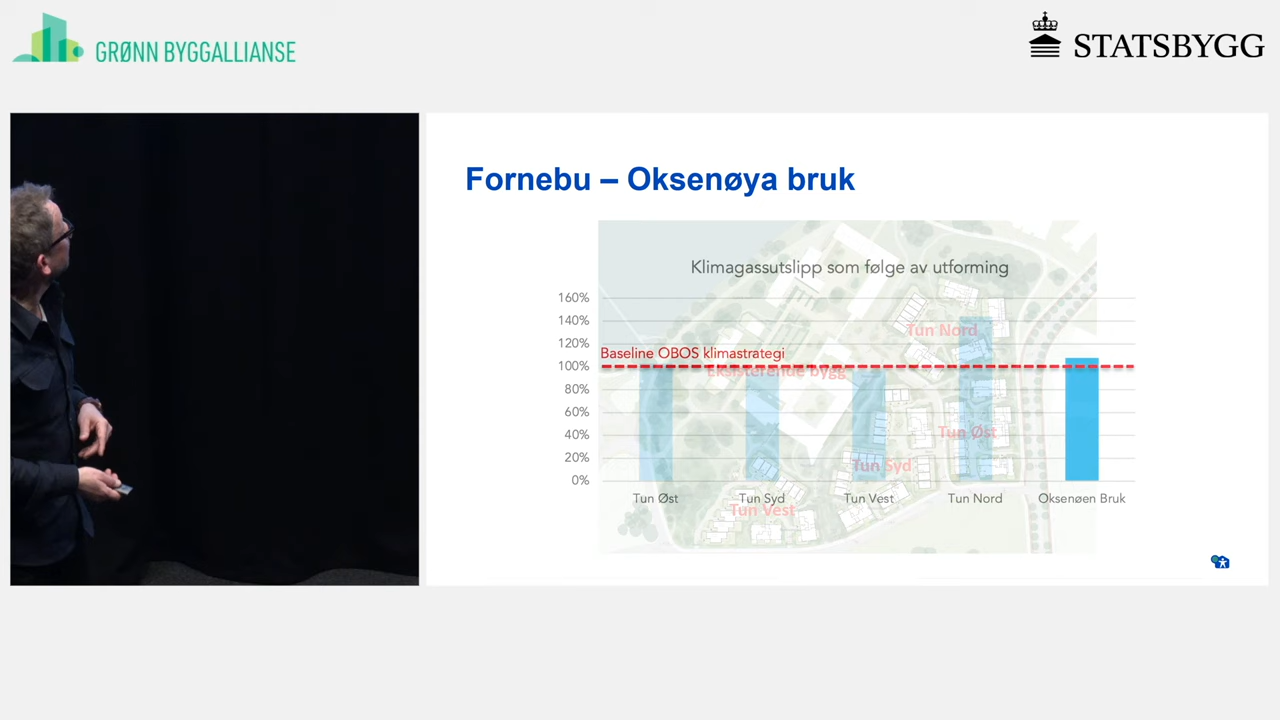 GRØNN BYGGALLIANSE
STATSBYGG
Fornebu – Oksenøya bruk
Klimagassutslipp som følge av utforming
160%
140%
120%
100%
80%
60%
40%
20%
0%
Baseline OBOS klimastrategi
Eksisterende bygg
Tun Nord
Tun Øst
Tun Syd
Tun Vest
Tun Øst
Tun Syd
Tun Vest
Tun Nord
Oksenøen Bruk